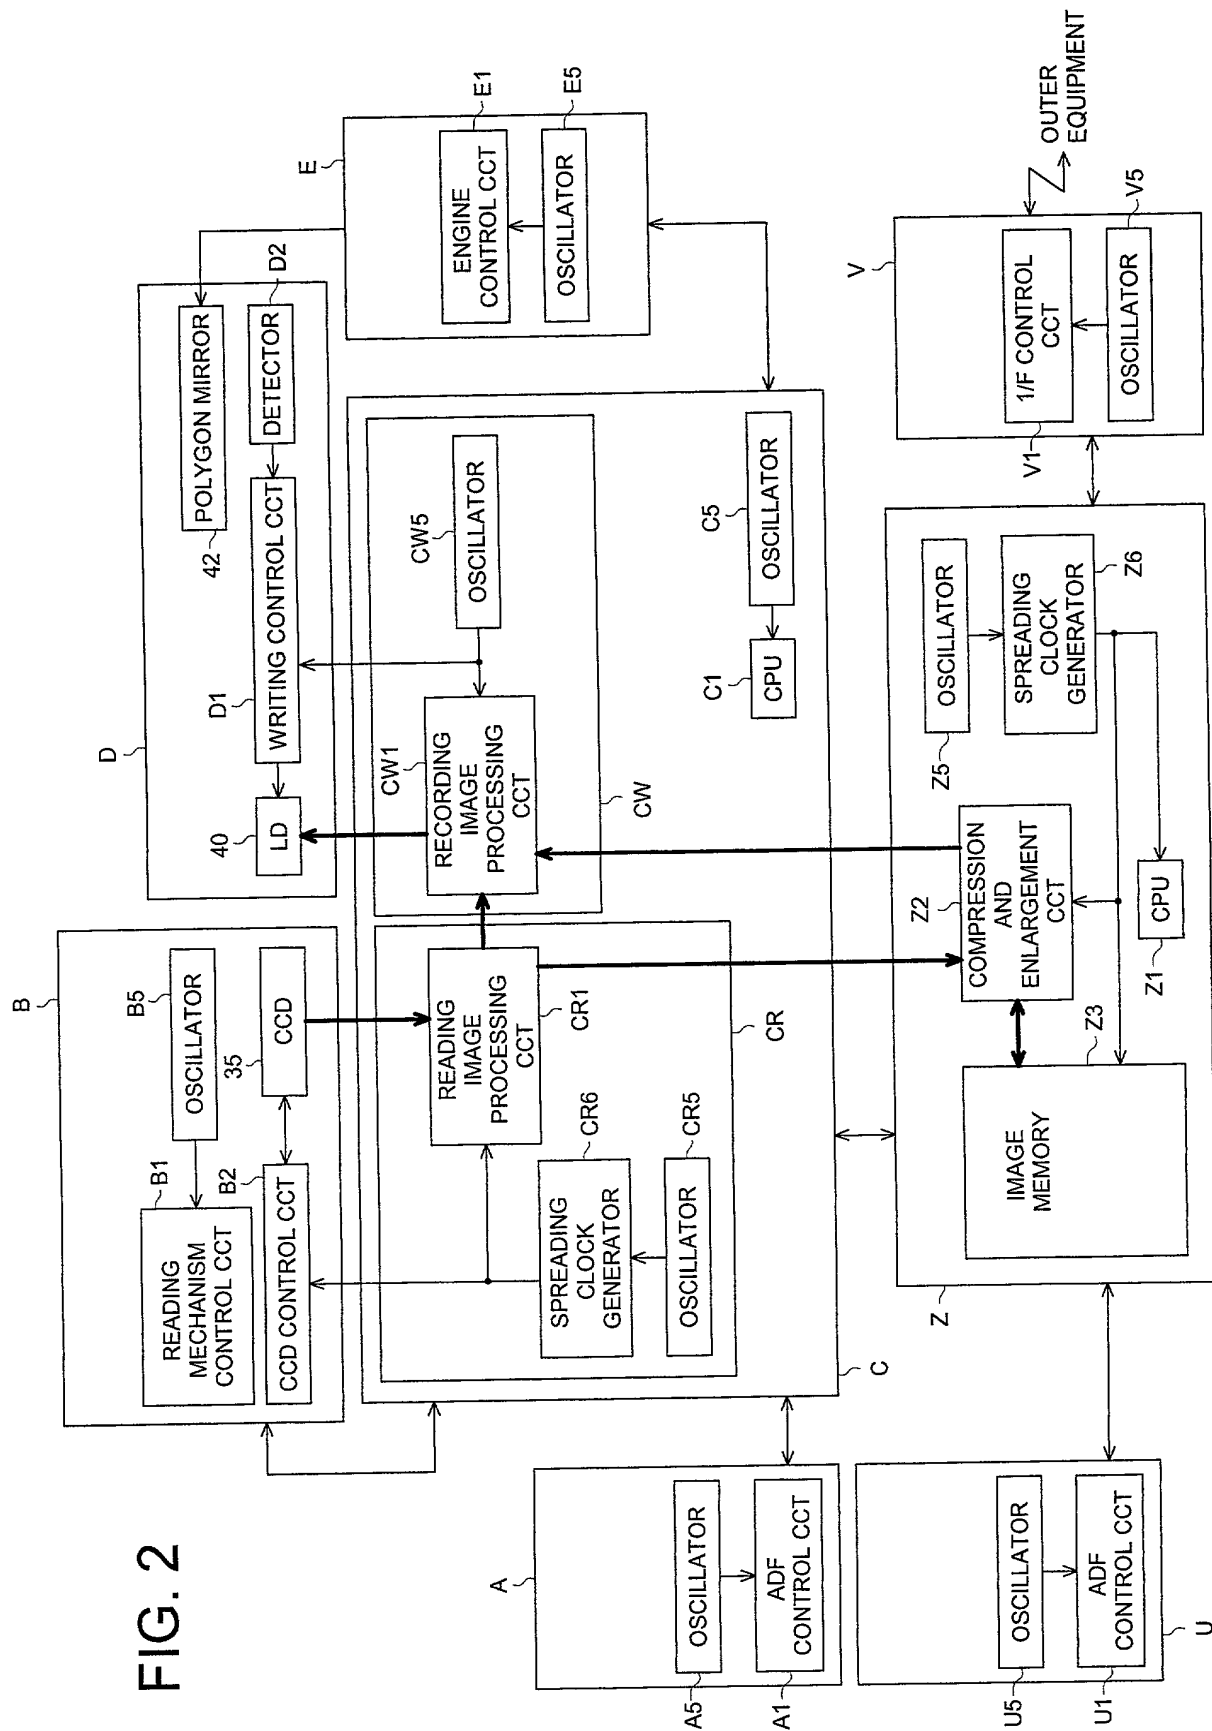 FIG. 2
B
B1
READING
MECHANISM
CONTROL CCT
B5
OSCILLATOR
B2
CCD CONTROL CCT
35
CCD
D
42
POLYGON MIRROR
D1
WRITING CONTROL CCT
D2
DETECTOR
40
LD
E
E1
ENGINE
CONTROL CCT
E5
OSCILLATOR
CR1
READING
IMAGE
PROCESSING
CCT
CR6
SPREADING
CLOCK
GENERATOR
CR5
OSCILLATOR
CR
CW1
RECORDING
IMAGE
PROCESSING
CCT
CW5
OSCILLATOR
CW
C5
OSCILLATOR
C1
CPU
C
A
A5
OSCILLATOR
A1
ADF
CONTROL CCT
U5
OSCILLATOR
U1
ADF
CONTROL CCT
U
Z
Z3
IMAGE
MEMORY
Z2
COMPRESSION
AND
ENLARGEMENT
CCT
Z5
OSCILLATOR
Z6
SPREADING
CLOCK
GENERATOR
Z1
CPU
V
V1
1/F CONTROL
CCT
V5
OSCILLATOR
OUTER
EQUIPMENT